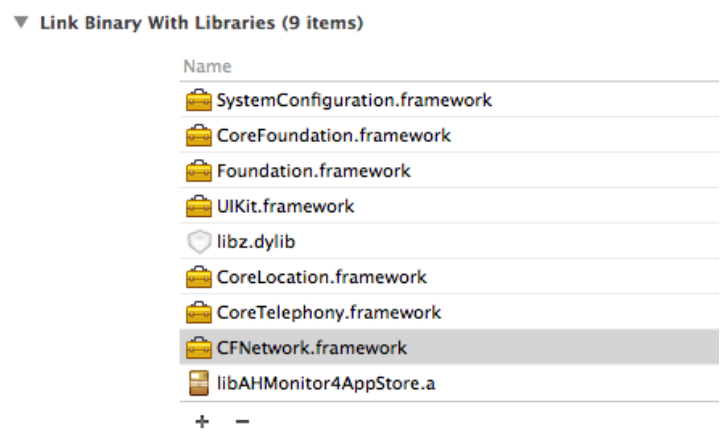 Link Binary With Libraries (9 items)
Name
SystemConfiguration.framework
CoreFoundation.framework
Foundation.framework
UIKit.framework
libz.dylib
CoreLocation.framework
CoreTelephony.framework
CFNetwork.framework
libAHMonitor4AppStore.a